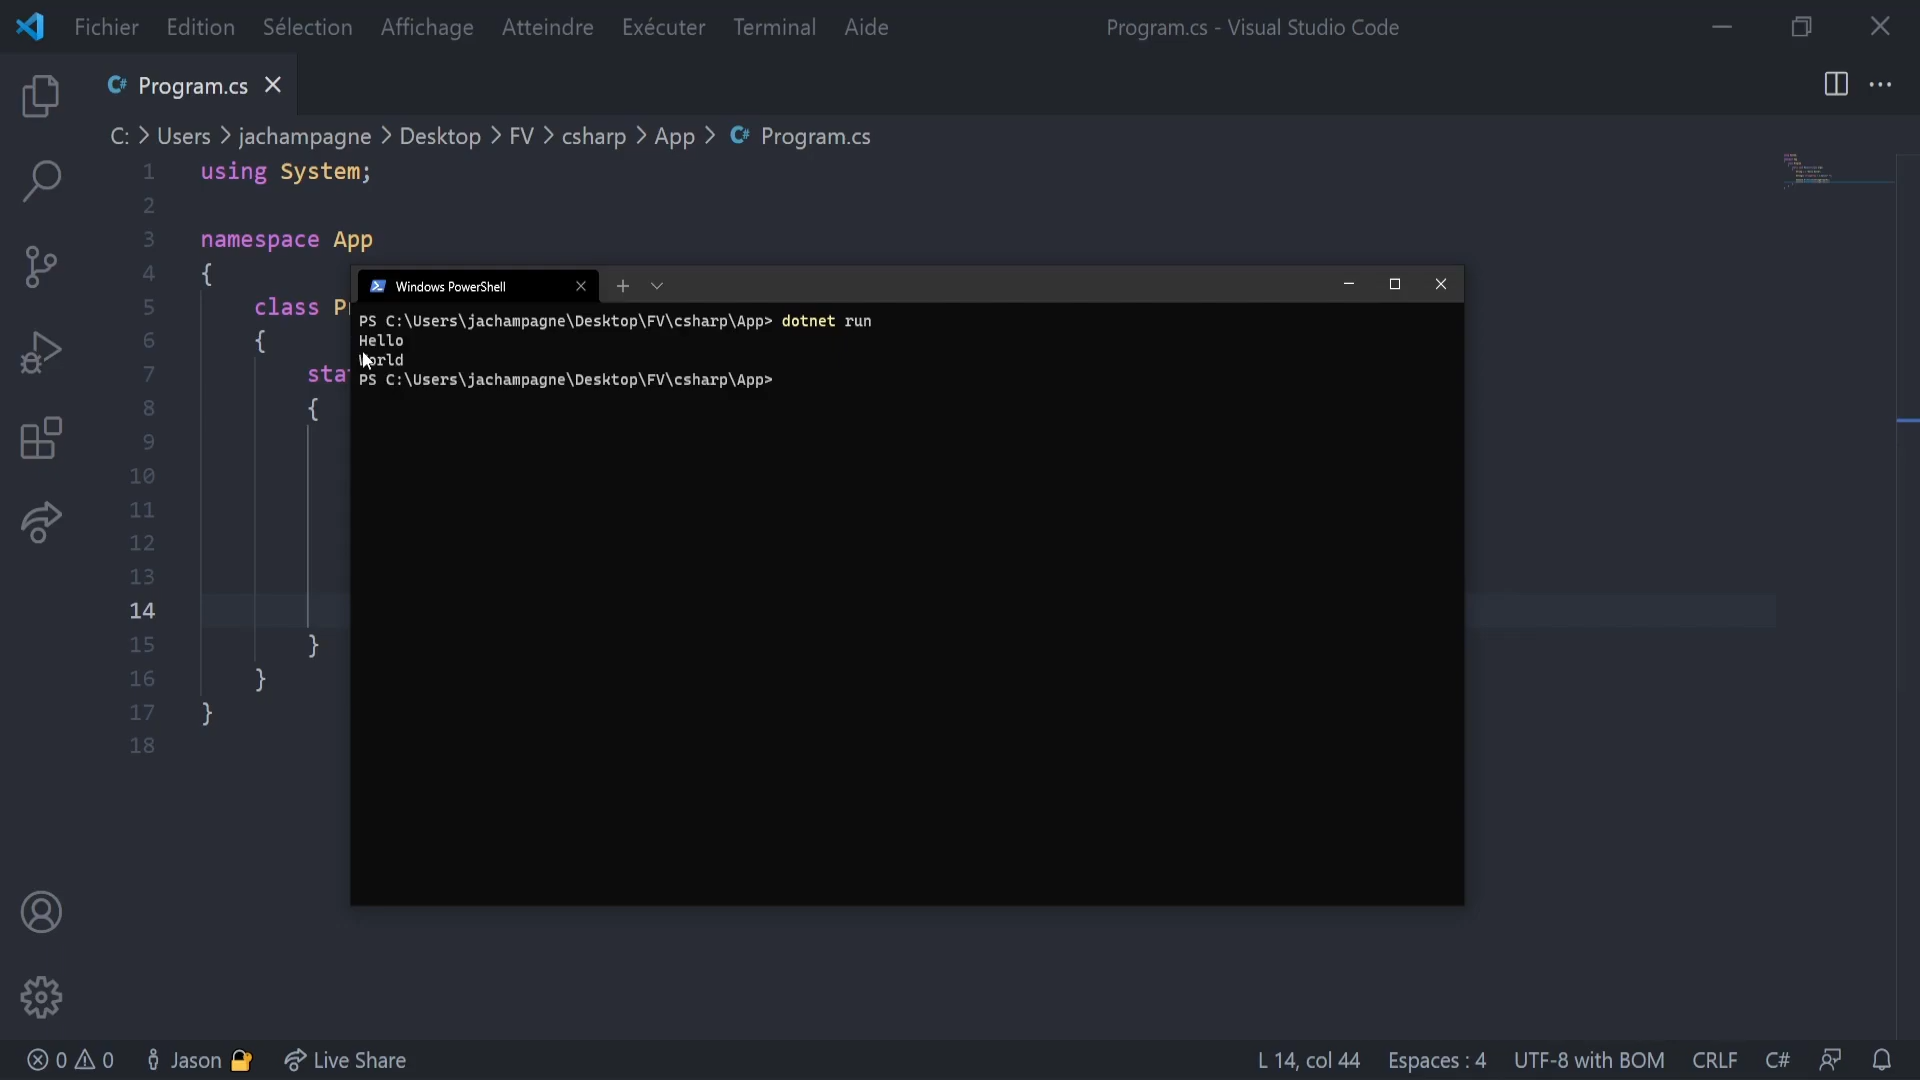 Fichier Edition Sélection Affichage Atteindre Exécuter Terminal Aide Program.cs - Visual Studio Code
Program.cs
C: > Users > jachampagne > Desktop > FV > csharp > App > Program.cs
1 using System;
2
3 namespace App
4 {
5 class P
6 {
7 sta
8 {
9
10
11
12
13
14
15 }
16 }
17 }
18
Windows PowerShell
PS C:\Users\jachampagne\Desktop\FV\csharp\App> dotnet run
Hello
World
PS C:\Users\jachampagne\Desktop\FV\csharp\App>
0 0 Jason Live Share L 14, col 44 Espaces : 4 UTF-8 with BOM CRLF C#